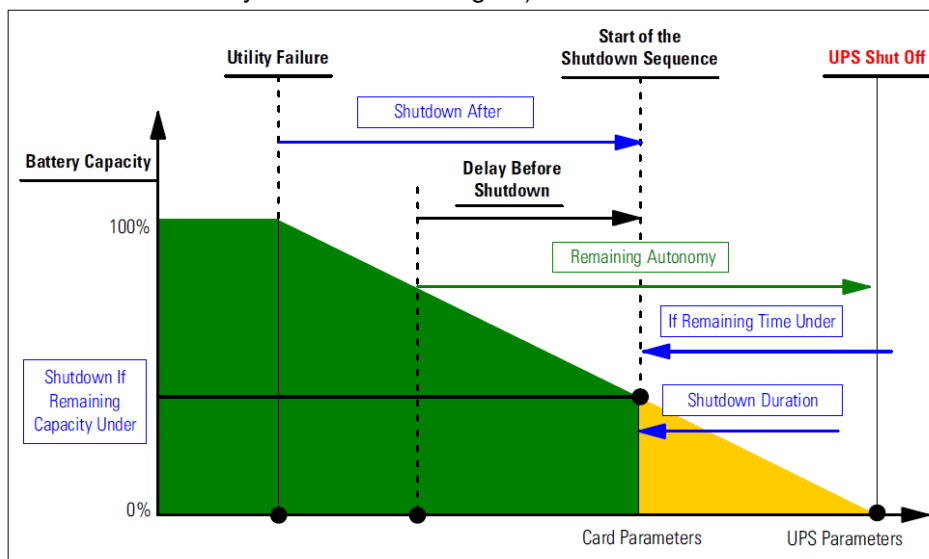 Start of the
Utility Failure
Shutdown Sequence
UPS Shut Off
Shutdown After
Battery Capacity
Delay Before
Shutdown
100%
Remaining Autonomy
If Remaining Time Under
Shutdown If
Remaining
Capacity Under
Shutdown Duration
0%
Card Parameters
UPS Parameters